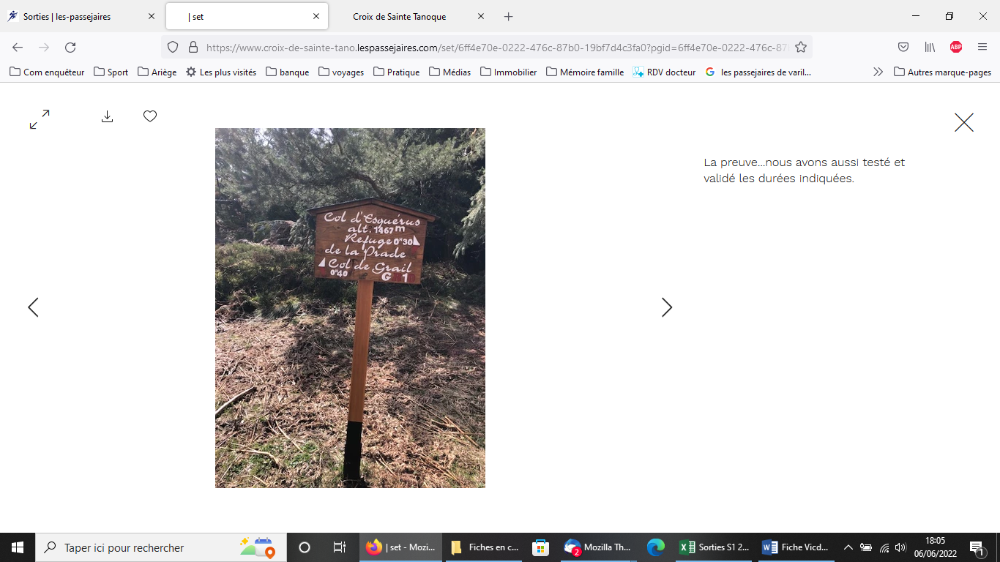 Sorties | les-passejaires
| set
Croix de Sainte Tanoque
https://www.croix-de-sainte-tano.lespassejaires.com/set/6ff4e70e-0222-476c-87b0-19bf7d4c3fa0?pgid=6ff4e70e-0222-476c-87
ABP
Com enquêteur
Sport
Ariège
Les plus visités
banque
voyages
Pratique
Médias
Immobilier
Mémoire famille
RDV docteur
les passejaires de varil...
Autres marque-pages
La preuve...nous avons aussi testé et
validé les durées indiquées.
Col d'Esquérus
alt. 1467m
Refuge 0H30
de la Prade
Col de Grail
0H40
G 1
Taper ici pour rechercher
| set - Mozi...
Fiches en c...
2
Mozilla Th...
Sorties S1 2...
Fiche Vicd...
18:05
06/06/2022
1